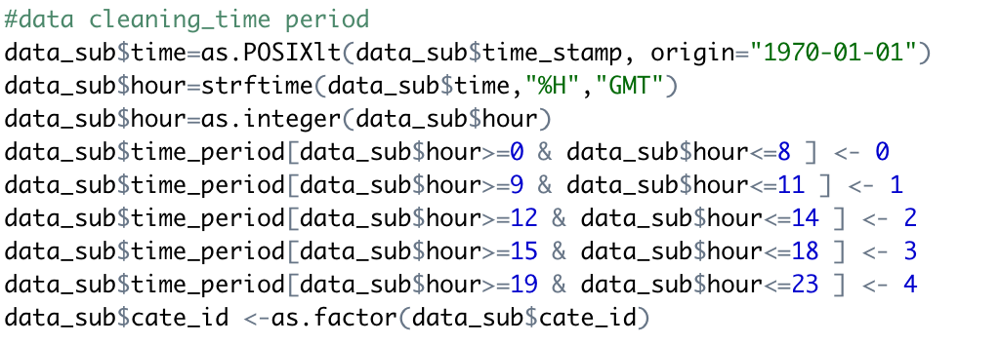 #data cleaning_time period
data_sub$time=as.POSIXlt(data_sub$time_stamp, origin="1970-01-01")
data_sub$hour=strftime(data_sub$time,"%H","GMT")
data_sub$hour=as.integer(data_sub$hour)
data_sub$time_period[data_sub$hour>=0 & data_sub$hour<=8 ] <- 0
data_sub$time_period[data_sub$hour>=9 & data_sub$hour<=11 ] <- 1
data_sub$time_period[data_sub$hour>=12 & data_sub$hour<=14 ] <- 2
data_sub$time_period[data_sub$hour>=15 & data_sub$hour<=18 ] <- 3
data_sub$time_period[data_sub$hour>=19 & data_sub$hour<=23 ] <- 4
data_sub$cate_id <-as.factor(data_sub$cate_id)